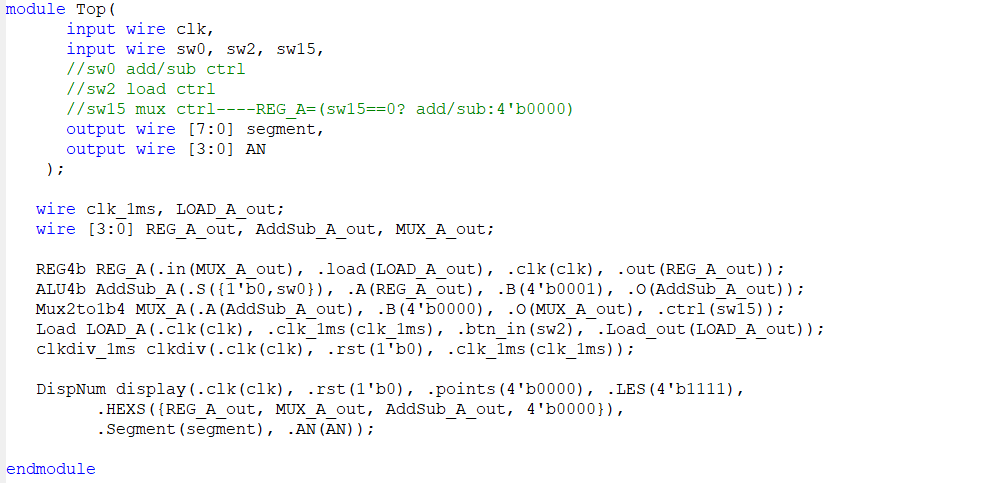 module Top(
input wire clk,
input wire sw0, sw2, sw15,
//sw0 add/sub ctrl
//sw2 load ctrl
//sw15 mux ctrl----REG_A=(sw15==0? add/sub:4'b0000)
output wire [7:0] segment,
output wire [3:0] AN
);
wire clk_1ms, LOAD_A_out;
wire [3:0] REG_A_out, AddSub_A_out, MUX_A_out;
REG4b REG_A(.in(MUX_A_out), .load(LOAD_A_out), .clk(clk), .out(REG_A_out));
ALU4b AddSub_A(.S({1'b0,sw0}), .A(REG_A_out), .B(4'b0001), .O(AddSub_A_out));
Mux2to1b4 MUX_A(.A(AddSub_A_out), .B(4'b0000), .O(MUX_A_out), .ctrl(sw15));
Load LOAD_A(.clk(clk), .clk_1ms(clk_1ms), .btn_in(sw2), .Load_out(LOAD_A_out));
clkdiv_1ms clkdiv(.clk(clk), .rst(1'b0), .clk_1ms(clk_1ms));
DispNum display(.clk(clk), .rst(1'b0), .points(4'b0000), .LES(4'b1111),
.HEXS({REG_A_out, MUX_A_out, AddSub_A_out, 4'b0000}),
.Segment(segment), .AN(AN));
endmodule